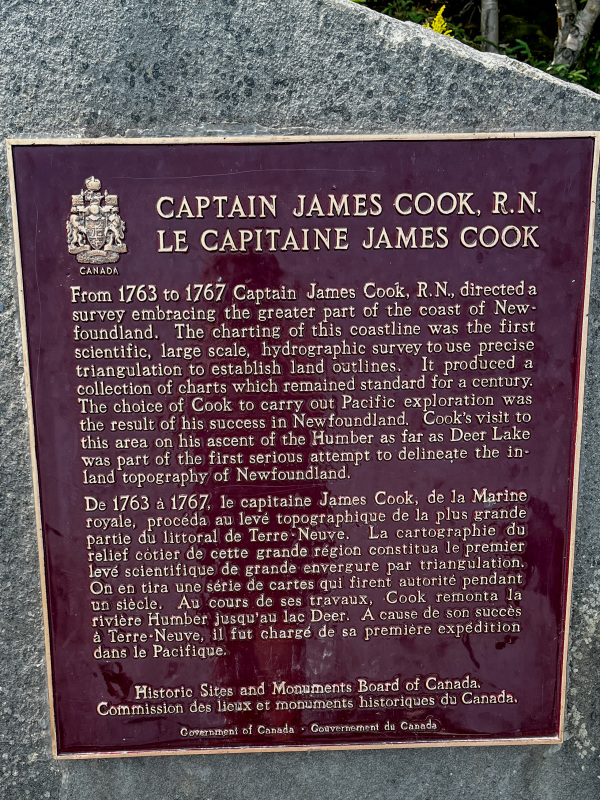 CANADA
CAPTAIN JAMES COOK, R.N.
LE CAPITAINE JAMES COOK
From 1763 to 1767 Captain James Cook, R.N., directed a
survey embracing the greater part of the coast of New-
foundland. The charting of this coastline was the first
scientific, large scale, hydrographic survey to use precise
triangulation to establish land outlines. It produced a
collection of charts which remained standard for a century.
The choice of Cook to carry out Pacific exploration was
the result of his success in Newfoundland. Cook's visit to
this area on his ascent of the Humber as far as Deer Lake
was part of the first serious attempt to delineate the in-
land topography of Newfoundland.
De 1763 à 1767, le capitaine James Cook, de la Marine
royale, procéda au levé topographique de la plus grande
partie du littoral de Terre-Neuve. La cartographie du
relief côtier de cette grande région constitua le premier
levé scientifique de grande envergure par triangulation.
On en tira une série de cartes qui firent autorité pendant
un siècle. Au cours de ses travaux, Cook remonta la
rivière Humber jusqu'au lac Deer. A cause de son succès
à Terre-Neuve, il fut chargé de sa première expédition
dans le Pacifique.
Historic Sites and Monuments Board of Canada.
Commission des lieux et monuments historiques du Canada.
Government of Canada · Gouvernement du Canada